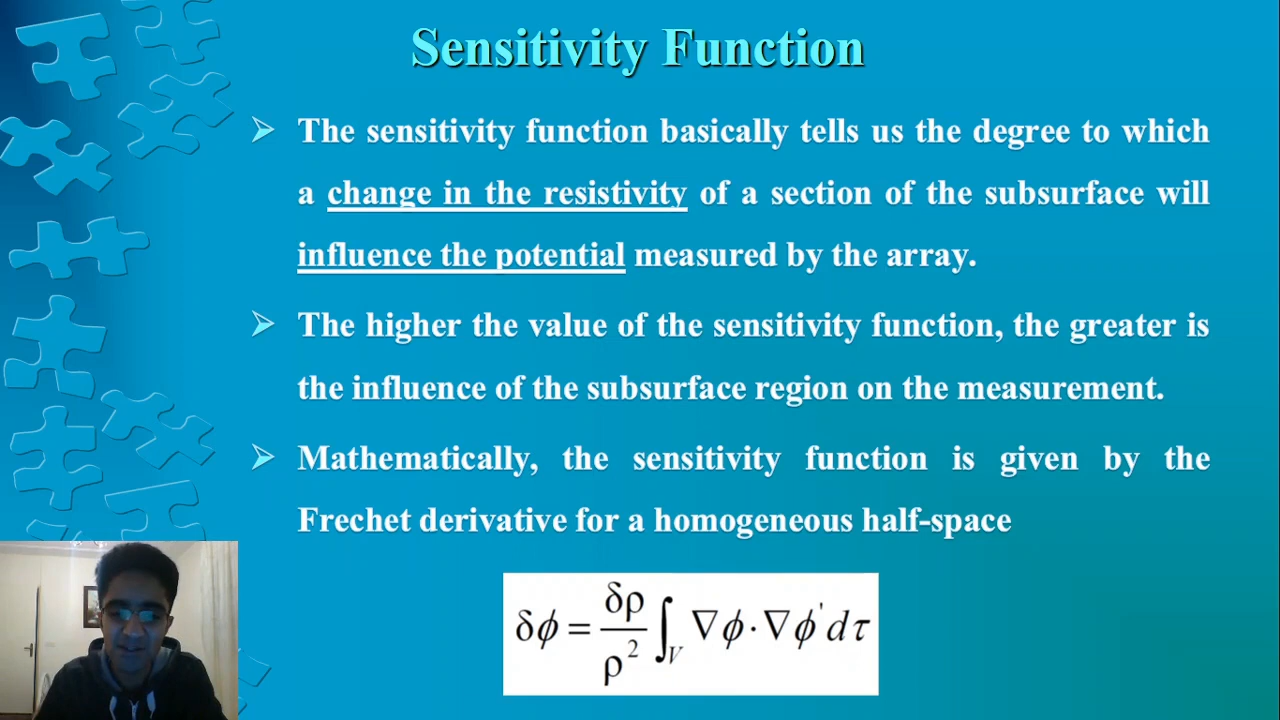 Sensitivity Function
The sensitivity function basically tells us the degree to which
a change in the resistivity of a section of the subsurface will
influence the potential measured by the array.
The higher the value of the sensitivity function, the greater is
the influence of the subsurface region on the measurement.
Mathematically, the sensitivity function is given by the
Frechet derivative for a homogeneous half-space
δϕ = δρ/ρ² ∫_V ∇ϕ·∇ϕ' dτ